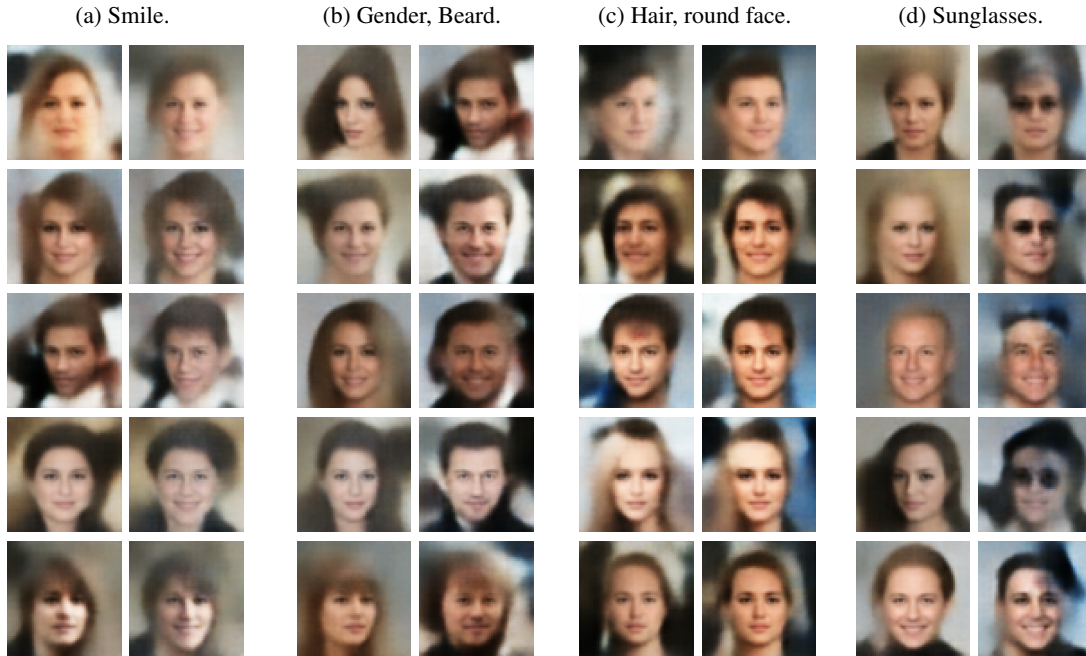 (a) Smile.
(b) Gender, Beard.
(c) Hair, round face.
(d) Sunglasses.